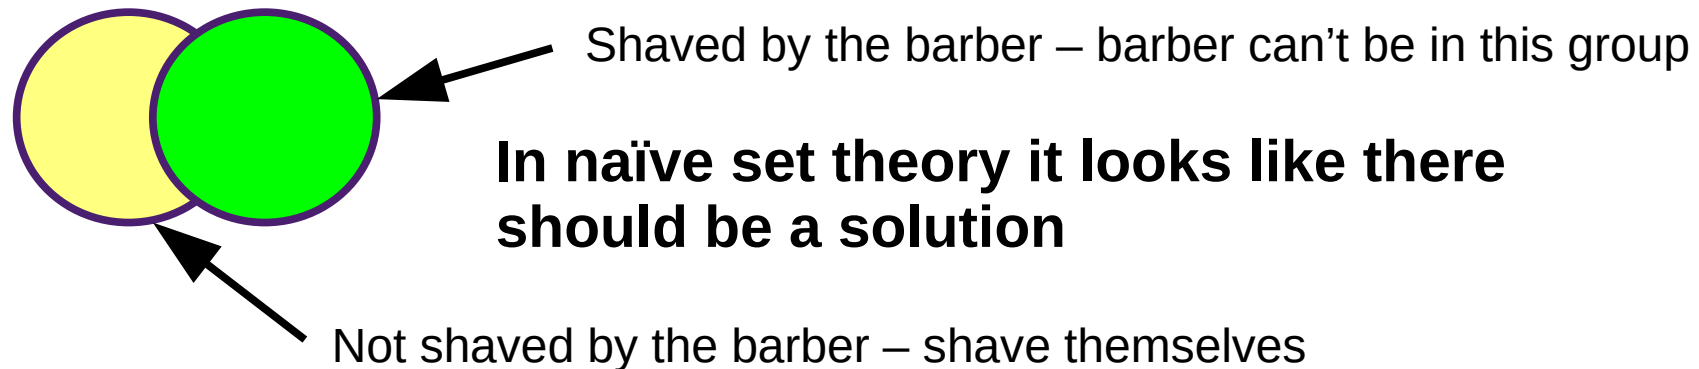 Shaved by the barber – barber can’t be in this group
In naïve set theory it looks like there
should be a solution
Not shaved by the barber – shave themselves